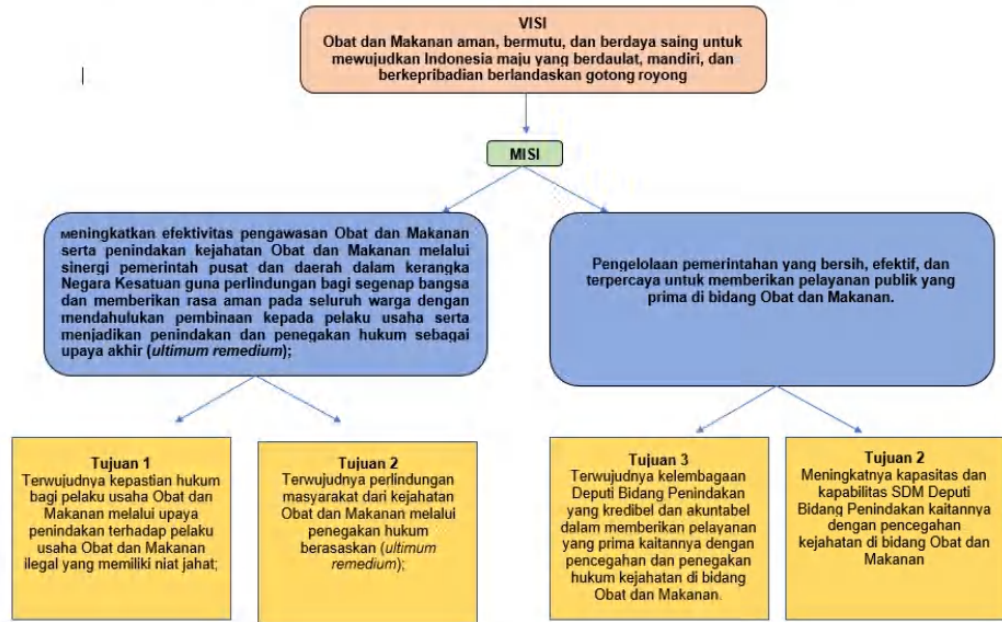 VISI
Obat dan Makanan aman, bermutu, dan berdaya saing untuk
mewujudkan Indonesia maju yang berdaulat, mandiri, dan
berkepribadian berlandaskan gotong royong
MISI
Meningkatkan efektivitas pengawasan Obat dan Makanan
serta penindakan kejahatan Obat dan Makanan melalui
sinergi pemerintah pusat dan daerah dalam kerangka
Negara Kesatuan guna perlindungan bagi segenap bangsa
dan memberikan rasa aman pada seluruh warga dengan
mendahulukan pembinaan kepada pelaku usaha serta
menjadikan penindakan dan penegakan hukum sebagai
upaya akhir (ultimum remedium);
Pengelolaan pemerintahan yang bersih, efektif, dan
terpercaya untuk memberikan pelayanan publik yang
prima di bidang Obat dan Makanan.
Tujuan 1
Terwujudnya kepastian hukum
bagi pelaku usaha Obat dan
Makanan melalui upaya
penindakan terhadap pelaku
usaha Obat dan Makanan
ilegal yang memiliki niat jahat;
Tujuan 2
Terwujudnya perlindungan
masyarakat dari kejahatan
Obat dan Makanan melalui
penegakan hukum
berasaskan (ultimum
remedium);
Tujuan 3
Terwujudnya kelembagaan
Deputi Bidang Penindakan
yang kredibel dan akuntabel
dalam memberikan pelayanan
yang prima kaitannya dengan
pencegahan dan penegakan
hukum kejahatan di bidang
Obat dan Makanan.
Tujuan 2
Meningkatnya kapasitas dan
kapabilitas SDM Deputi
Bidang Penindakan kaitannya
dengan pencegahan
kejahatan di bidang Obat dan
Makanan